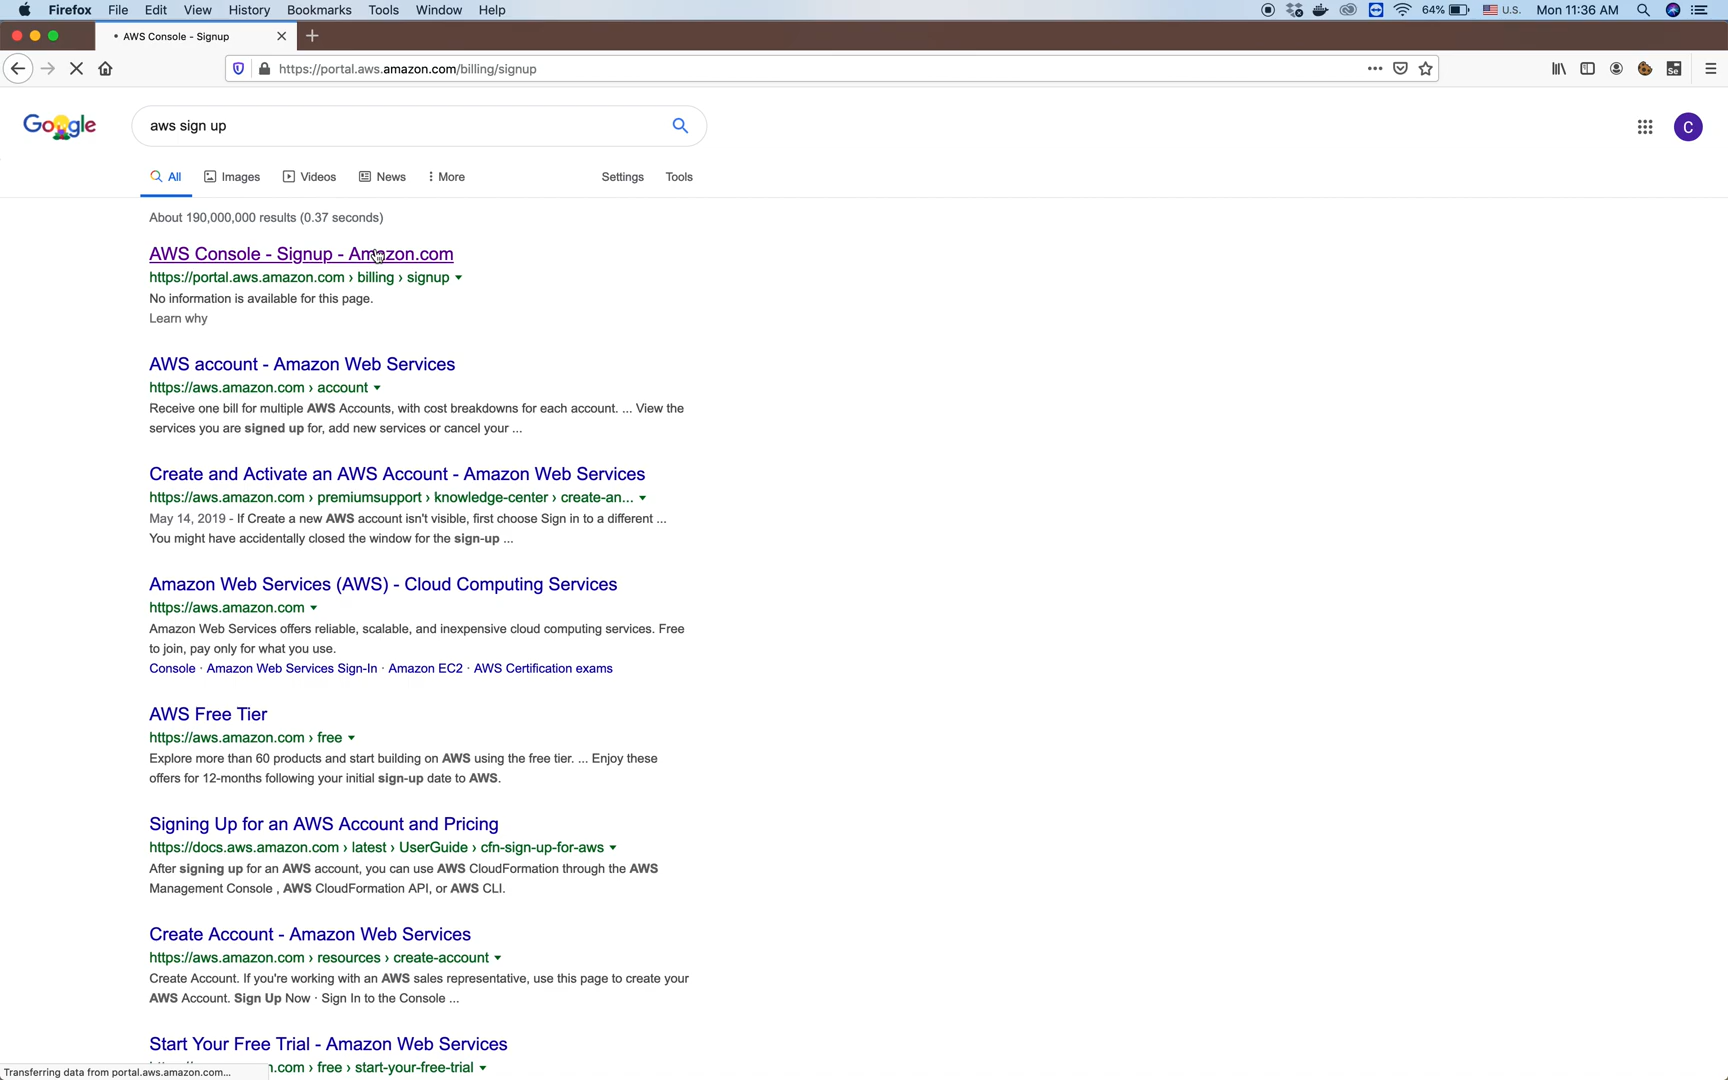 Firefox File Edit View History Bookmarks Tools Window Help 64% U.S. Mon 11:36 AM
AWS Console - Signup
https://portal.aws.amazon.com/billing/signup
Google aws sign up C
All Images Videos News More Settings Tools
About 190,000,000 results (0.37 seconds)
AWS Console - Signup - Amazon.com
https://portal.aws.amazon.com › billing › signup
No information is available for this page.
Learn why
AWS account - Amazon Web Services
https://aws.amazon.com › account
Receive one bill for multiple AWS Accounts, with cost breakdowns for each account. ... View the
services you are signed up for, add new services or cancel your ...
Create and Activate an AWS Account - Amazon Web Services
https://aws.amazon.com › premiumsupport › knowledge-center › create-an...
May 14, 2019 - If Create a new AWS account isn't visible, first choose Sign in to a different ...
You might have accidentally closed the window for the sign-up ...
Amazon Web Services (AWS) - Cloud Computing Services
https://aws.amazon.com
Amazon Web Services offers reliable, scalable, and inexpensive cloud computing services. Free
to join, pay only for what you use.
Console · Amazon Web Services Sign-In · Amazon EC2 · AWS Certification exams
AWS Free Tier
https://aws.amazon.com › free
Explore more than 60 products and start building on AWS using the free tier. ... Enjoy these
offers for 12-months following your initial sign-up date to AWS.
Signing Up for an AWS Account and Pricing
https://docs.aws.amazon.com › latest › UserGuide › cfn-sign-up-for-aws
After signing up for an AWS account, you can use AWS CloudFormation through the AWS
Management Console , AWS CloudFormation API, or AWS CLI.
Create Account - Amazon Web Services
https://aws.amazon.com › resources › create-account
Create Account. If you're working with an AWS sales representative, use this page to create your
AWS Account. Sign Up Now · Sign In to the Console ...
Start Your Free Trial - Amazon Web Services
n.com › free › start-your-free-trial
Transferring data from portal.aws.amazon.com...